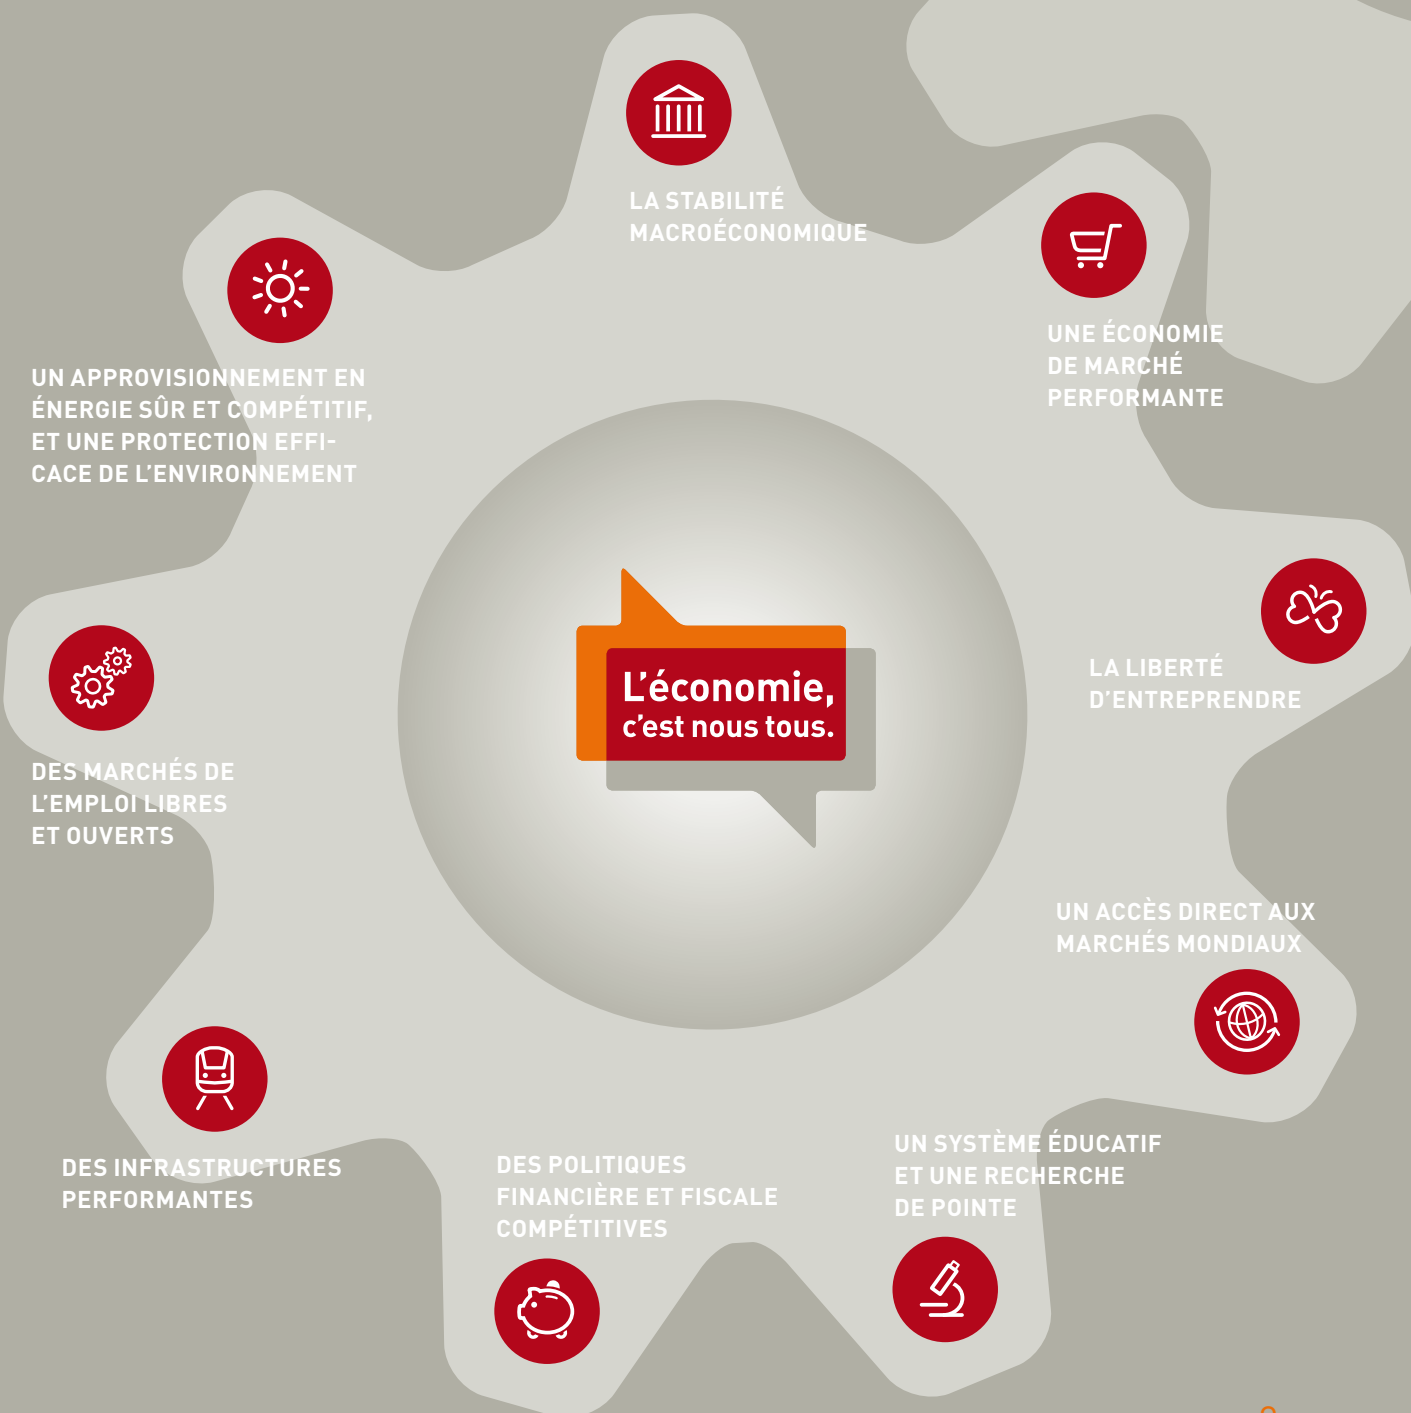 LA STABILITÉ
MACROÉCONOMIQUE
UNE ÉCONOMIE
DE MARCHÉ
PERFORMANTE
UN APPROVISIONNEMENT EN
ÉNERGIE SÛR ET COMPÉTITIF,
ET UNE PROTECTION EFFI-
CACE DE L’ENVIRONNEMENT
L’économie,
c’est nous tous.
LA LIBERTÉ
D’ENTREPRENDRE
DES MARCHÉS DE
L’EMPLOI LIBRES
ET OUVERTS
UN ACCÈS DIRECT AUX
MARCHÉS MONDIAUX
DES INFRASTRUCTURES
PERFORMANTES
DES POLITIQUES
FINANCIÈRE ET FISCALE
COMPÉTITIVES
UN SYSTÈME ÉDUCATIF
ET UNE RECHERCHE
DE POINTE